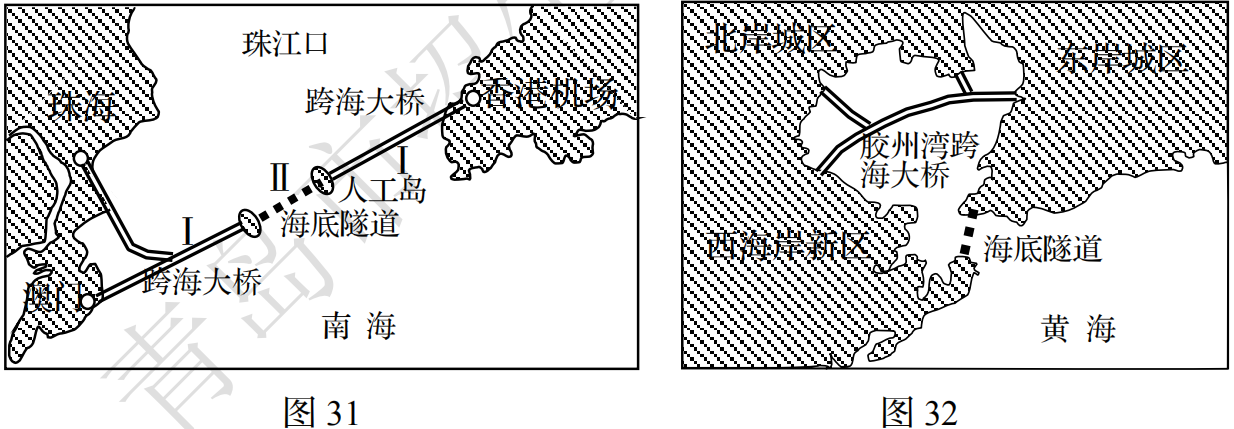 珠江口
跨海大桥
香港机场
珠海
Ⅱ
Ⅰ
人工岛
Ⅰ
海底隧道
跨海大桥
澳门
南 海
图 31
北岸城区
东岸城区
胶州湾跨
海大桥
西海岸新区
海底隧道
黄 海
图 32
青岛市